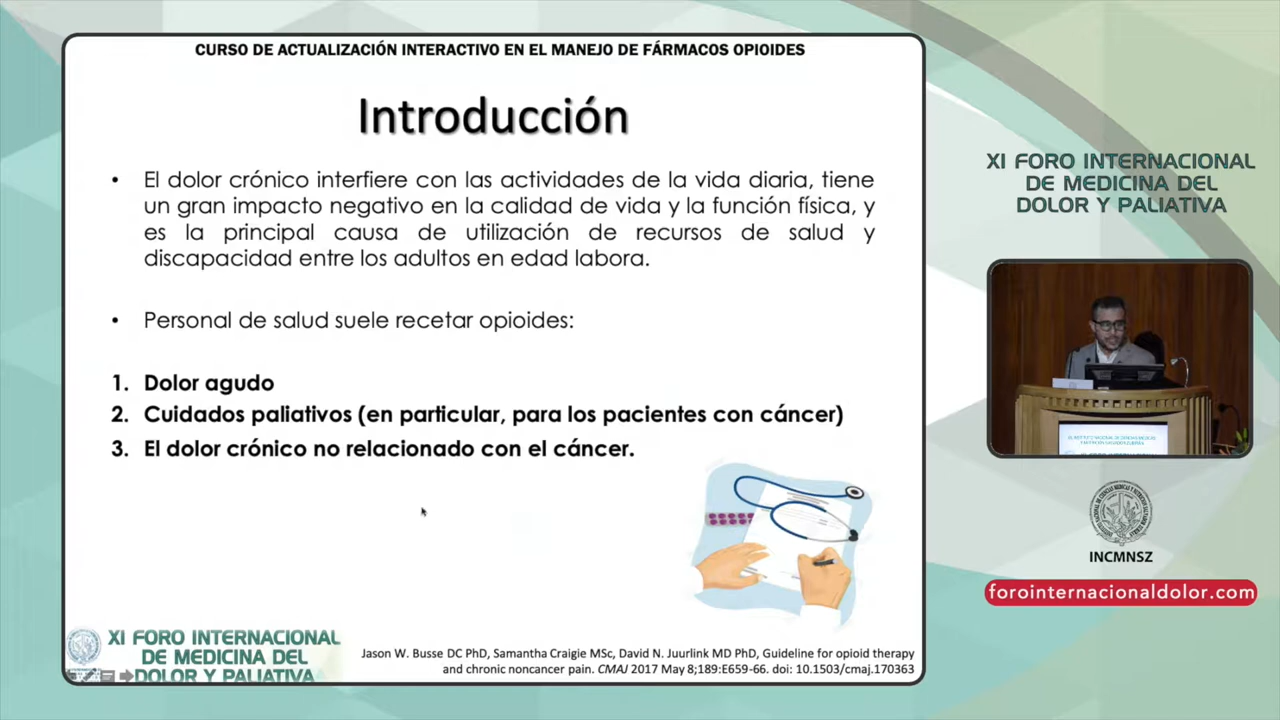 CURSO DE ACTUALIZACIÓN INTERACTIVO EN EL MANEJO DE FÁRMACOS OPIOIDES
Introducción
• El dolor crónico interfiere con las actividades de la vida diaria, tiene
un gran impacto negativo en la calidad de vida y la función física, y
es la principal causa de utilización de recursos de salud y
discapacidad entre los adultos en edad labora.
• Personal de salud suele recetar opioides:
1. Dolor agudo
2. Cuidados paliativos (en particular, para los pacientes con cáncer)
3. El dolor crónico no relacionado con el cáncer.
XI FORO INTERNACIONAL
DE MEDICINA DEL
DOLOR Y PALIATIVA
Jason W. Busse DC PhD, Samantha Craigie MSc, David N. Juurlink MD PhD, Guideline for opioid therapy
and chronic noncancer pain. CMAJ 2017 May 8;189:E659-66. doi: 10.1503/cmaj.170363
XI FORO INTERNACIONAL
DE MEDICINA DEL
DOLOR Y PALIATIVA
INCMNSZ
forointernacionaldolor.com